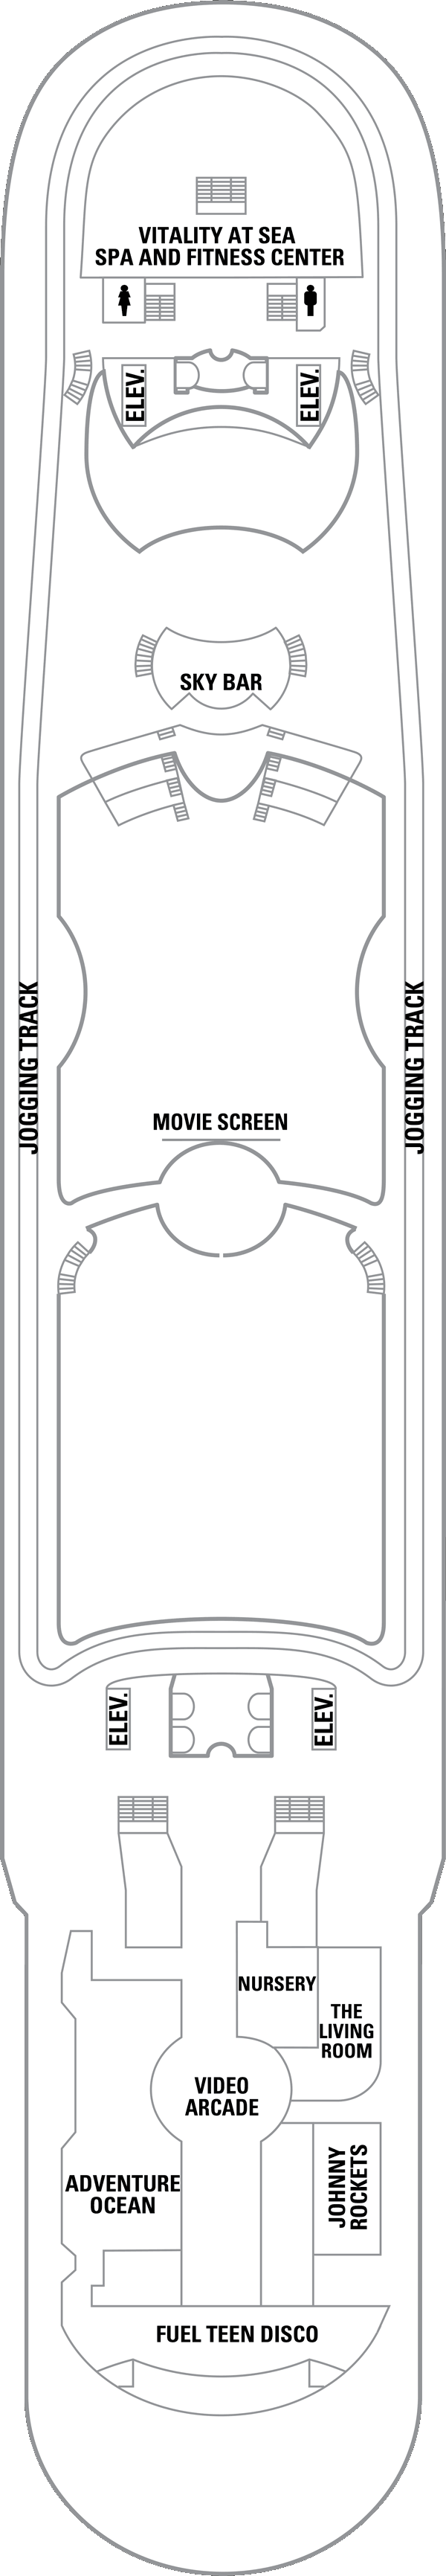 VITALITY AT SEA
SPA AND FITNESS CENTER
ELEV.
ELEV.
SKY BAR
JOGGING TRACK
JOGGING TRACK
MOVIE SCREEN
ELEV.
ELEV.
NURSERY
THE
LIVING
ROOM
VIDEO
ARCADE
ADVENTURE
OCEAN
JOHNNY
ROCKETS
FUEL TEEN DISCO